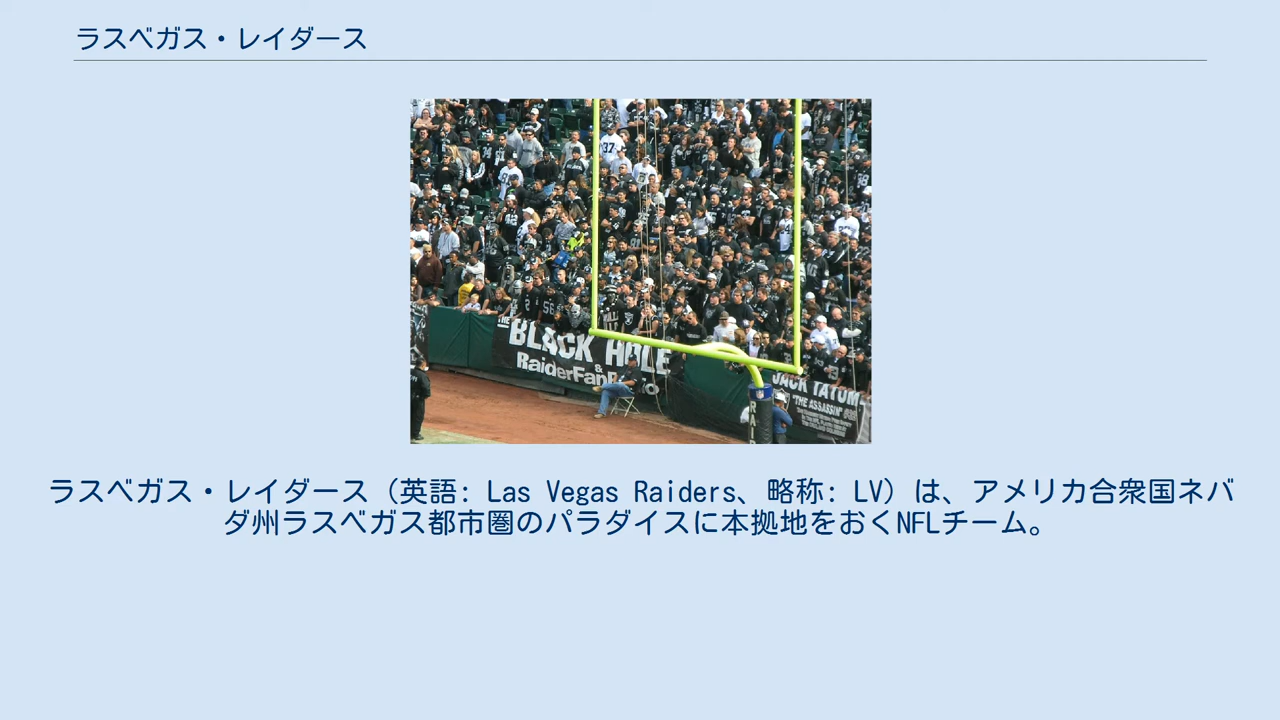 ラスベガス・レイダース
37
THE
BLACK HOLE
&
JACK TATUM
"THE ASSASSIN"
ラスベガス・レイダース（英語: Las Vegas Raiders、略称: LV）は、アメリカ合衆国ネバ
ダ州ラスベガス都市圏のパラダイスに本拠地をおくNFLチーム。